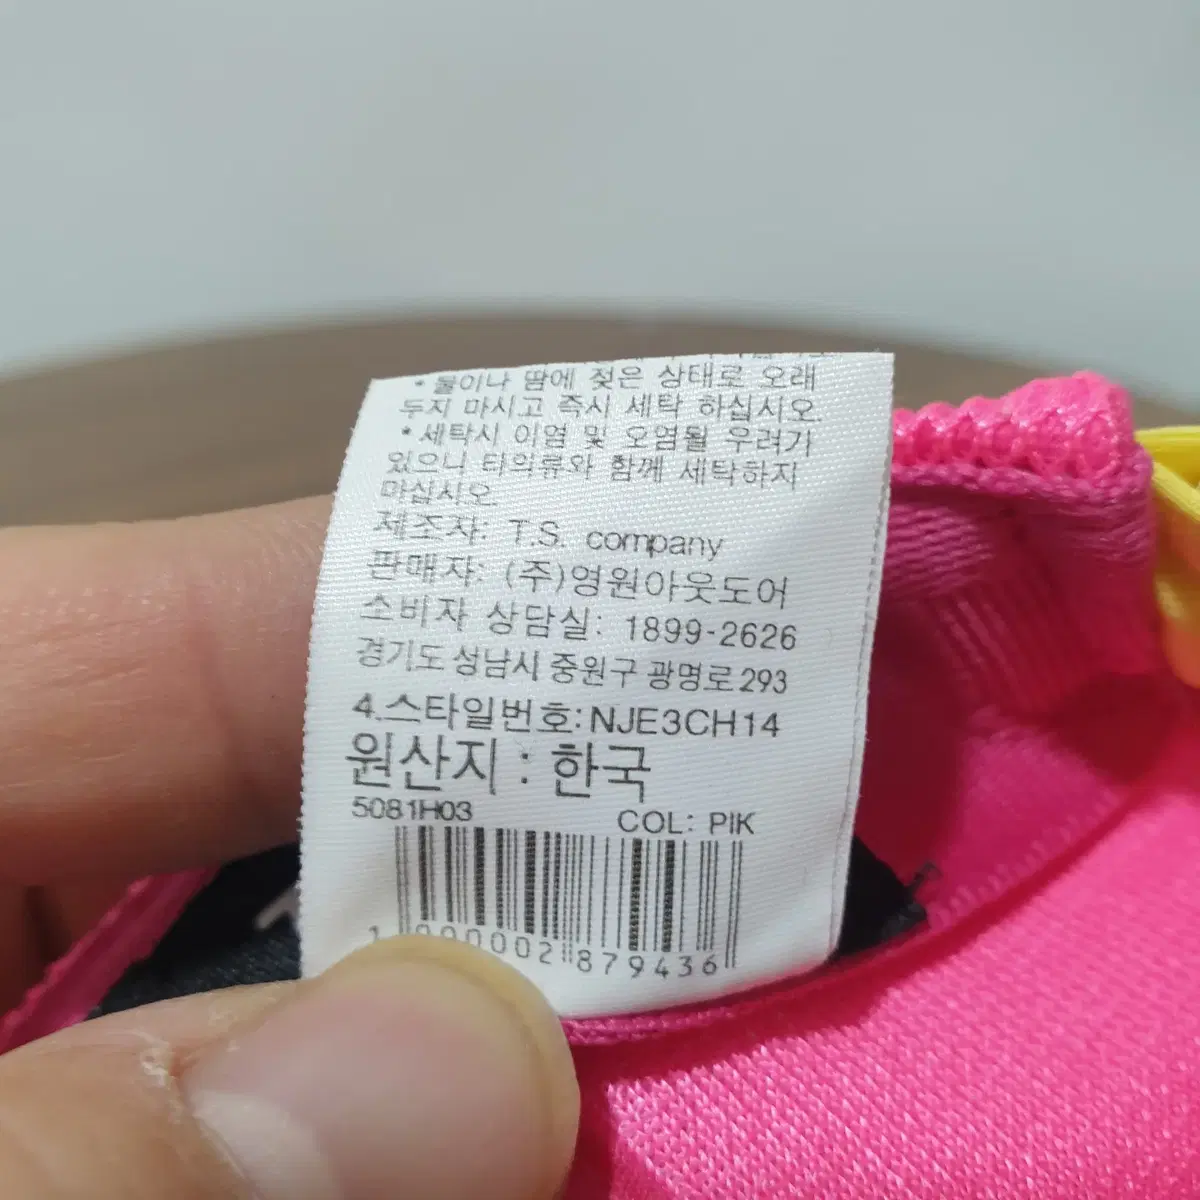 * 물이나 땀에 젖은 상태로 오래
두지 마시고 즉시 세탁 하십시오.
* 세탁시 이염 및 오염될 우려가
있으니 타의류와 함께 세탁하지
마십시오.
제조자: T.S. company
판매자: (주)영원아웃도어
소비자 상담실: 1899-2626
경기도 성남시 중원구 광명로 293
4.스타일번호:NJE3CH14
원산지 : 한국
5081H03 COL: PIK
1 000002 879436